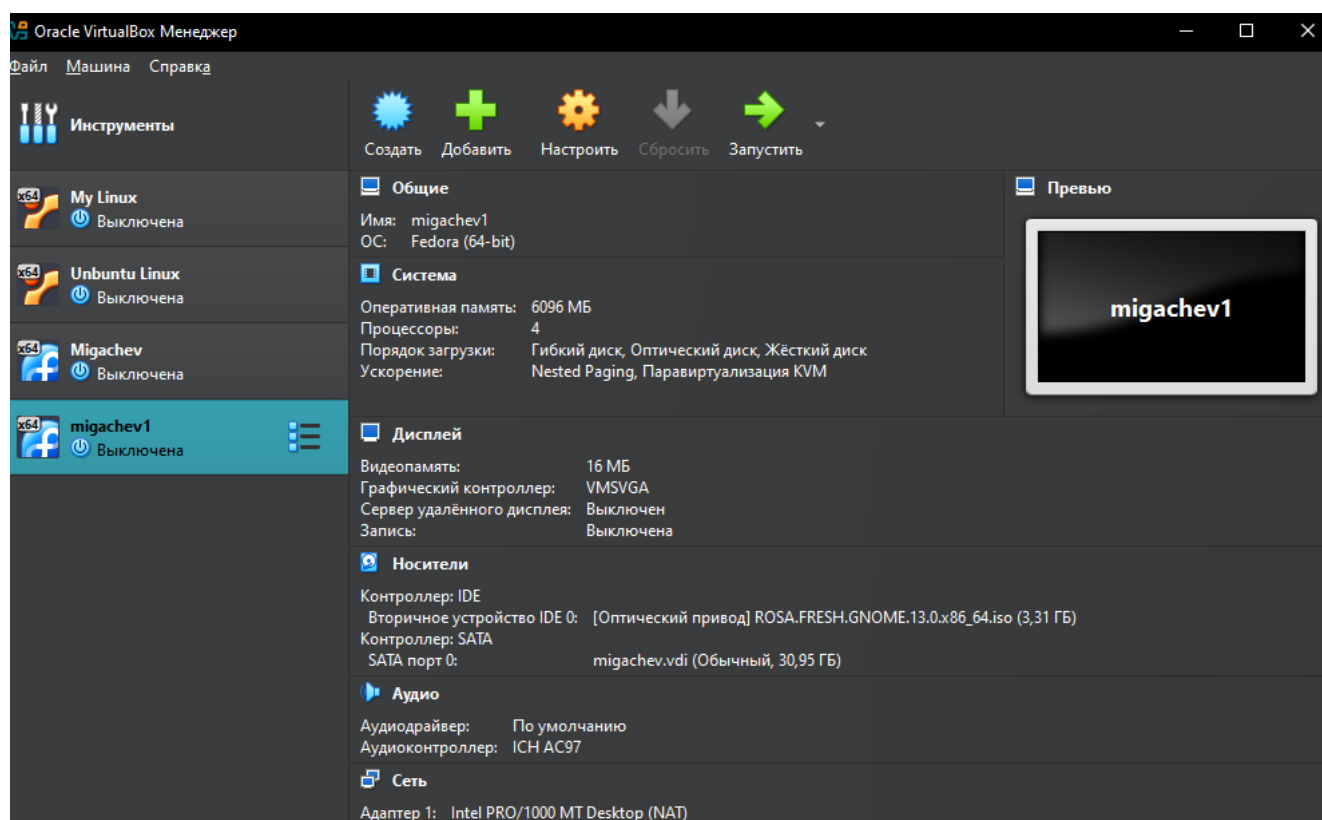 Oracle VirtualBox Менеджер
Файл Машина Справка
Инструменты
Создать Добавить Настроить Сбросить Запустить
x64 My Linux
Выключена
x64 Unbuntu Linux
Выключена
x64 Migachev
Выключена
x64 migachev1
Выключена
Общие
Имя: migachev1
ОС: Fedora (64-bit)
Превью
migachev1
Система
Оперативная память: 6096 МБ
Процессоры: 4
Порядок загрузки: Гибкий диск, Оптический диск, Жёсткий диск
Ускорение: Nested Paging, Паравиртуализация KVM
Дисплей
Видеопамять: 16 МБ
Графический контроллер: VMSVGA
Сервер удалённого дисплея: Выключен
Запись: Выключена
Носители
Контроллер: IDE
Вторичное устройство IDE 0: [Оптический привод] ROSA.FRESH.GNOME.13.0.x86_64.iso (3,31 ГБ)
Контроллер: SATA
SATA порт 0: migachev.vdi (Обычный, 30,95 ГБ)
Аудио
Аудиодрайвер: По умолчанию
Аудиоконтроллер: ICH AC97
Сеть
Адаптер 1: Intel PRO/1000 MT Desktop (NAT)